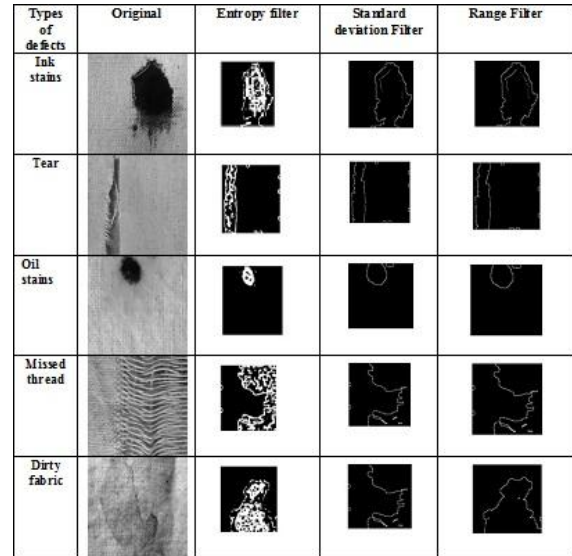 Types
of
defects
Original
Entropy filter
Standard
deviation Filter
Range Filter
Ink
stains
Tear
Oil
stains
Missed
thread
Dirty
fabric